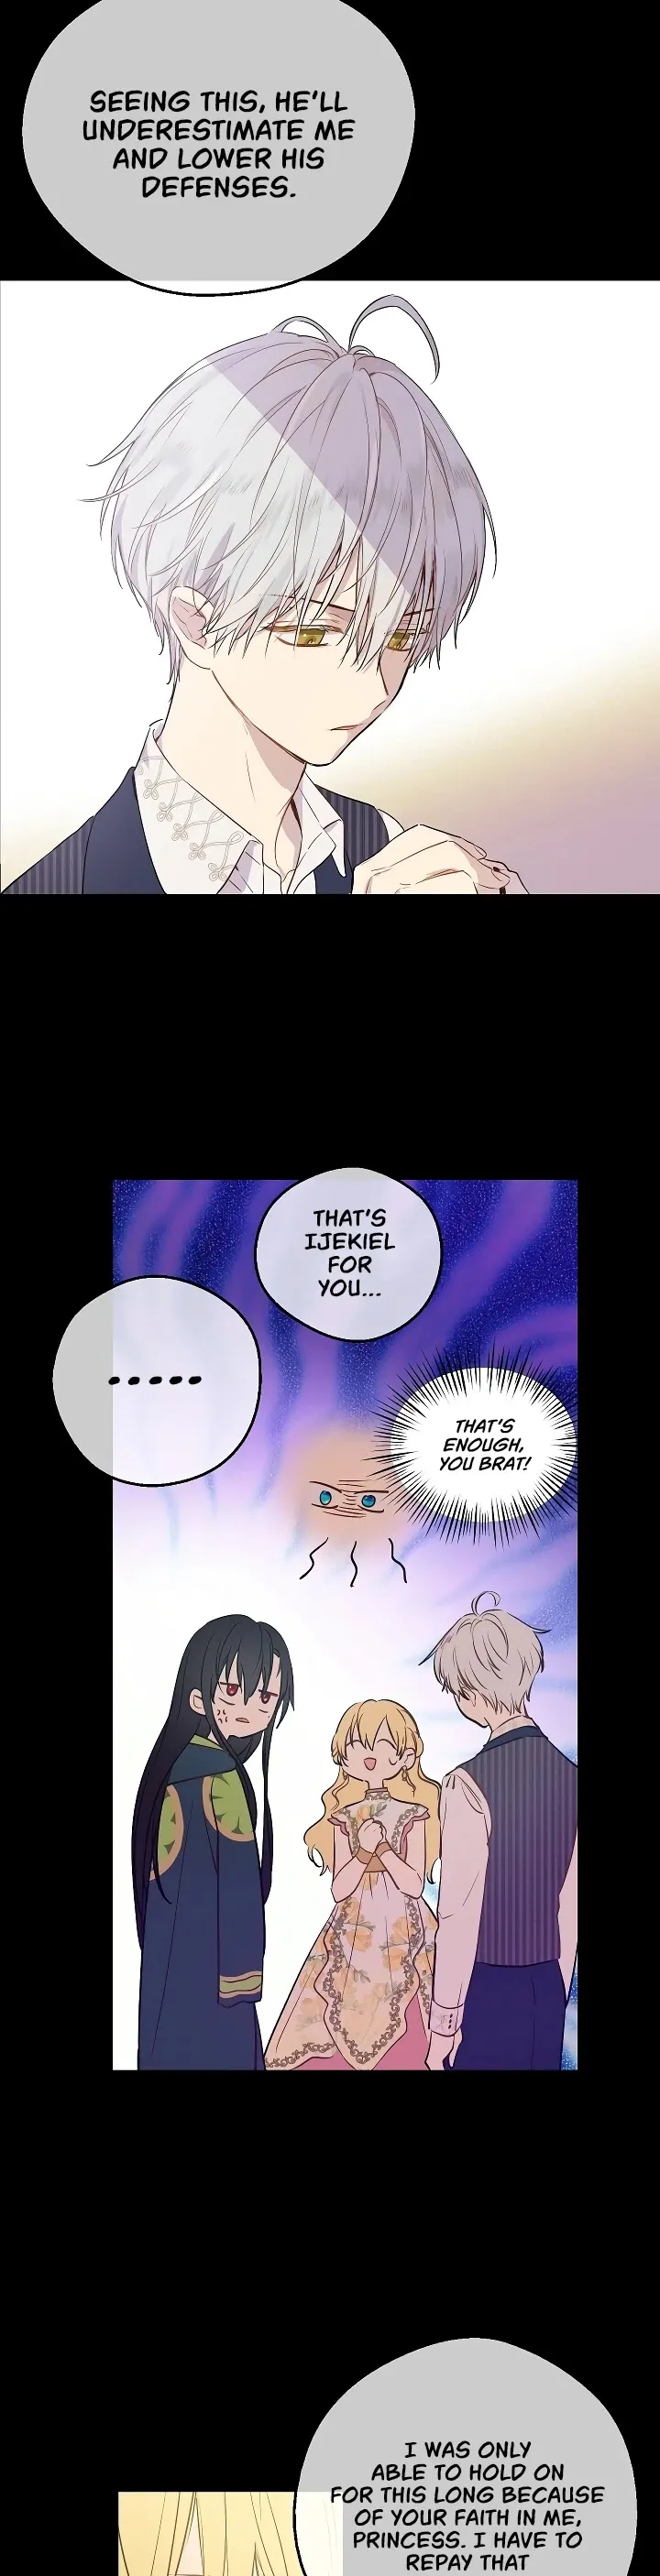 SEEING THIS, HE'LL
UNDERESTIMATE ME
AND LOWER HIS
DEFENSES.
THAT'S
IJEKIEL
FOR
YOU...
.....
THAT'S
ENOUGH,
YOU BRAT!
I WAS ONLY
ABLE TO HOLD ON
FOR THIS LONG BECAUSE
OF YOUR FAITH IN ME,
PRINCESS. I HAVE TO
REPAY THAT